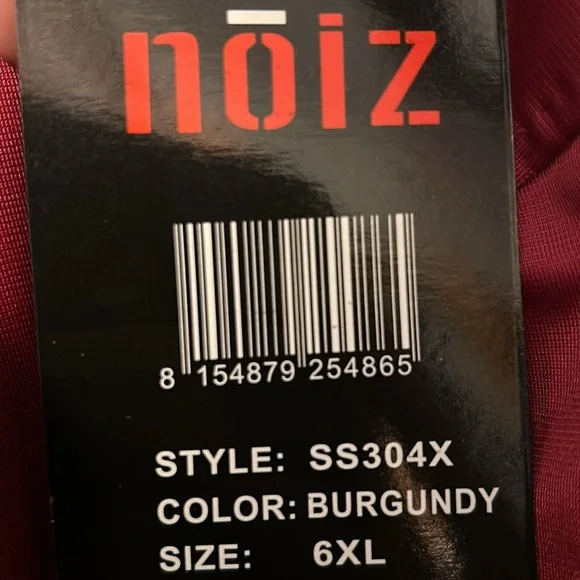 nōiz
8 154879 254865
STYLE: SS304X
COLOR: BURGUNDY
SIZE: 6XL